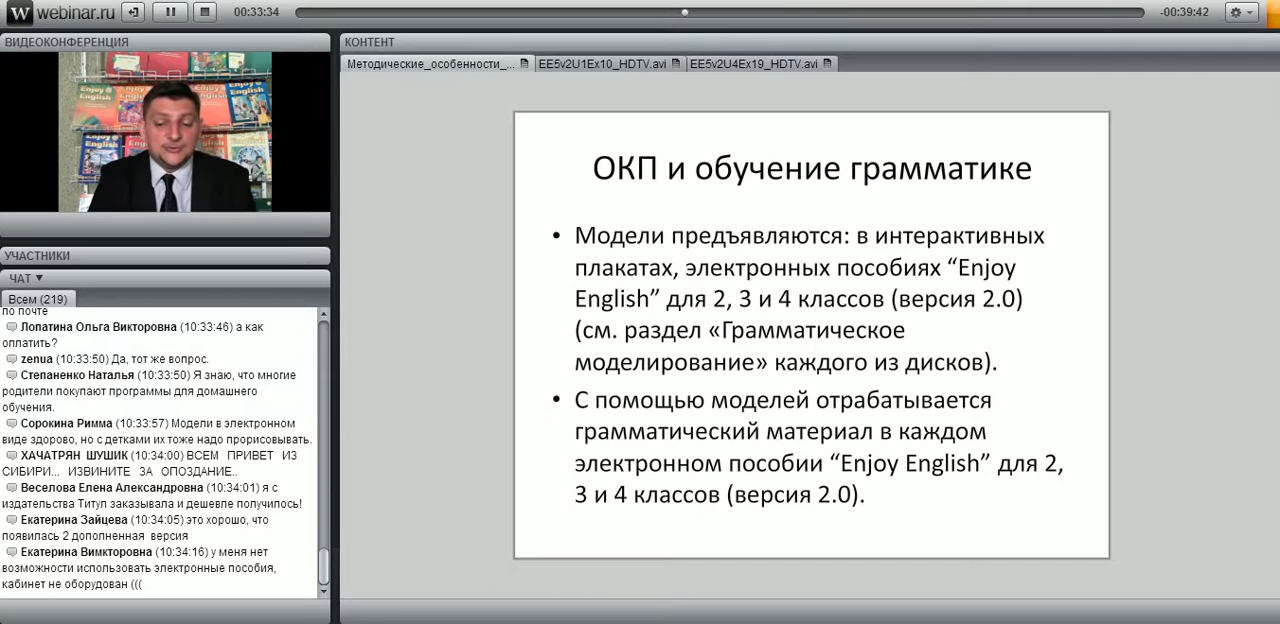 W webinar.ru
00:33:34
-00:39:42
ВИДЕОКОНФЕРЕНЦИЯ
Enjoy English
УЧАСТНИКИ
ЧАТ
Всем (219)
по почте
Лопатина Ольга Викторовна (10:33:46) а как
оплатить?
zenua (10:33:50) Да, тот же вопрос.
Степаненко Наталья (10:33:50) Я знаю, что многие
родители покупают программы для домашнего
обучения.
Сорокина Римма (10:33:57) Модели в электронном
виде здорово, но с детками их тоже надо прорисовывать.
ХАЧАТРЯН ШУШИК (10:34:00) ВСЕМ ПРИВЕТ ИЗ
СИБИРИ... ИЗВИНИТЕ ЗА ОПОЗДАНИЕ..
Веселова Елена Александровна (10:34:01) я с
издательства Титул заказывала и дешевле получилось!
Екатерина Зайцева (10:34:05) это хорошо, что
появилась 2 дополненная версия
Екатерина Вимкторовна (10:34:16) у меня нет
возможности использовать электронные пособия,
кабинет не оборудован (((
КОНТЕНТ
Методические_особенности_...
EE5v2U1Ex10_HDTV.avi
EE5v2U4Ex19_HDTV.avi
ОКП и обучение грамматике
• Модели предъявляются: в интерактивных
плакатах, электронных пособиях “Enjoy
English” для 2, 3 и 4 классов (версия 2.0)
(см. раздел «Грамматическое
моделирование» каждого из дисков).
• С помощью моделей отрабатывается
грамматический материал в каждом
электронном пособии “Enjoy English” для 2,
3 и 4 классов (версия 2.0).